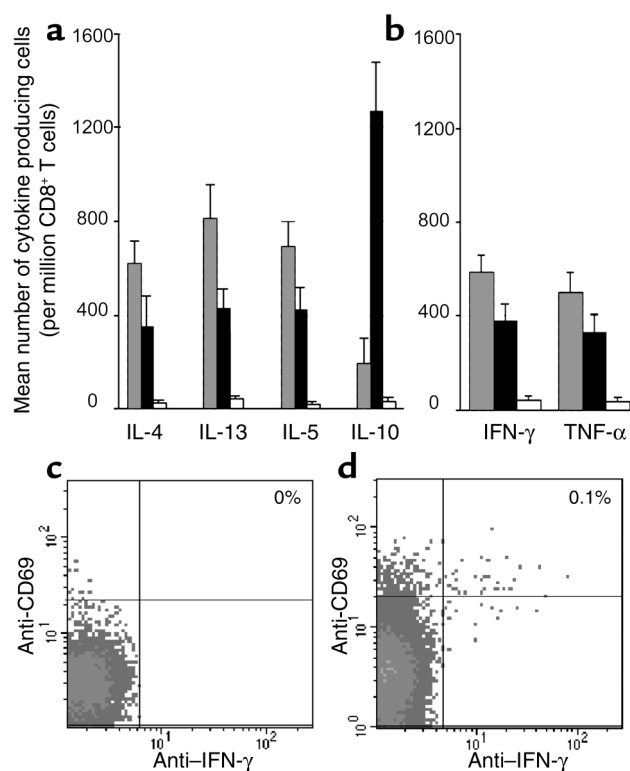 a
b
Mean number of cytokine producing cells
(per million CD8⁺ T cells)
1600
1200
800
400
0
IL-4 IL-13 IL-5 IL-10
1600
1200
800
400
0
IFN-γ TNF-α
c
0%
Anti-CD69
10²
10¹
10¹ 10²
Anti–IFN-γ
d
0.1%
Anti-CD69
10²
10¹
10⁰
10¹ 10²
Anti–IFN-γ